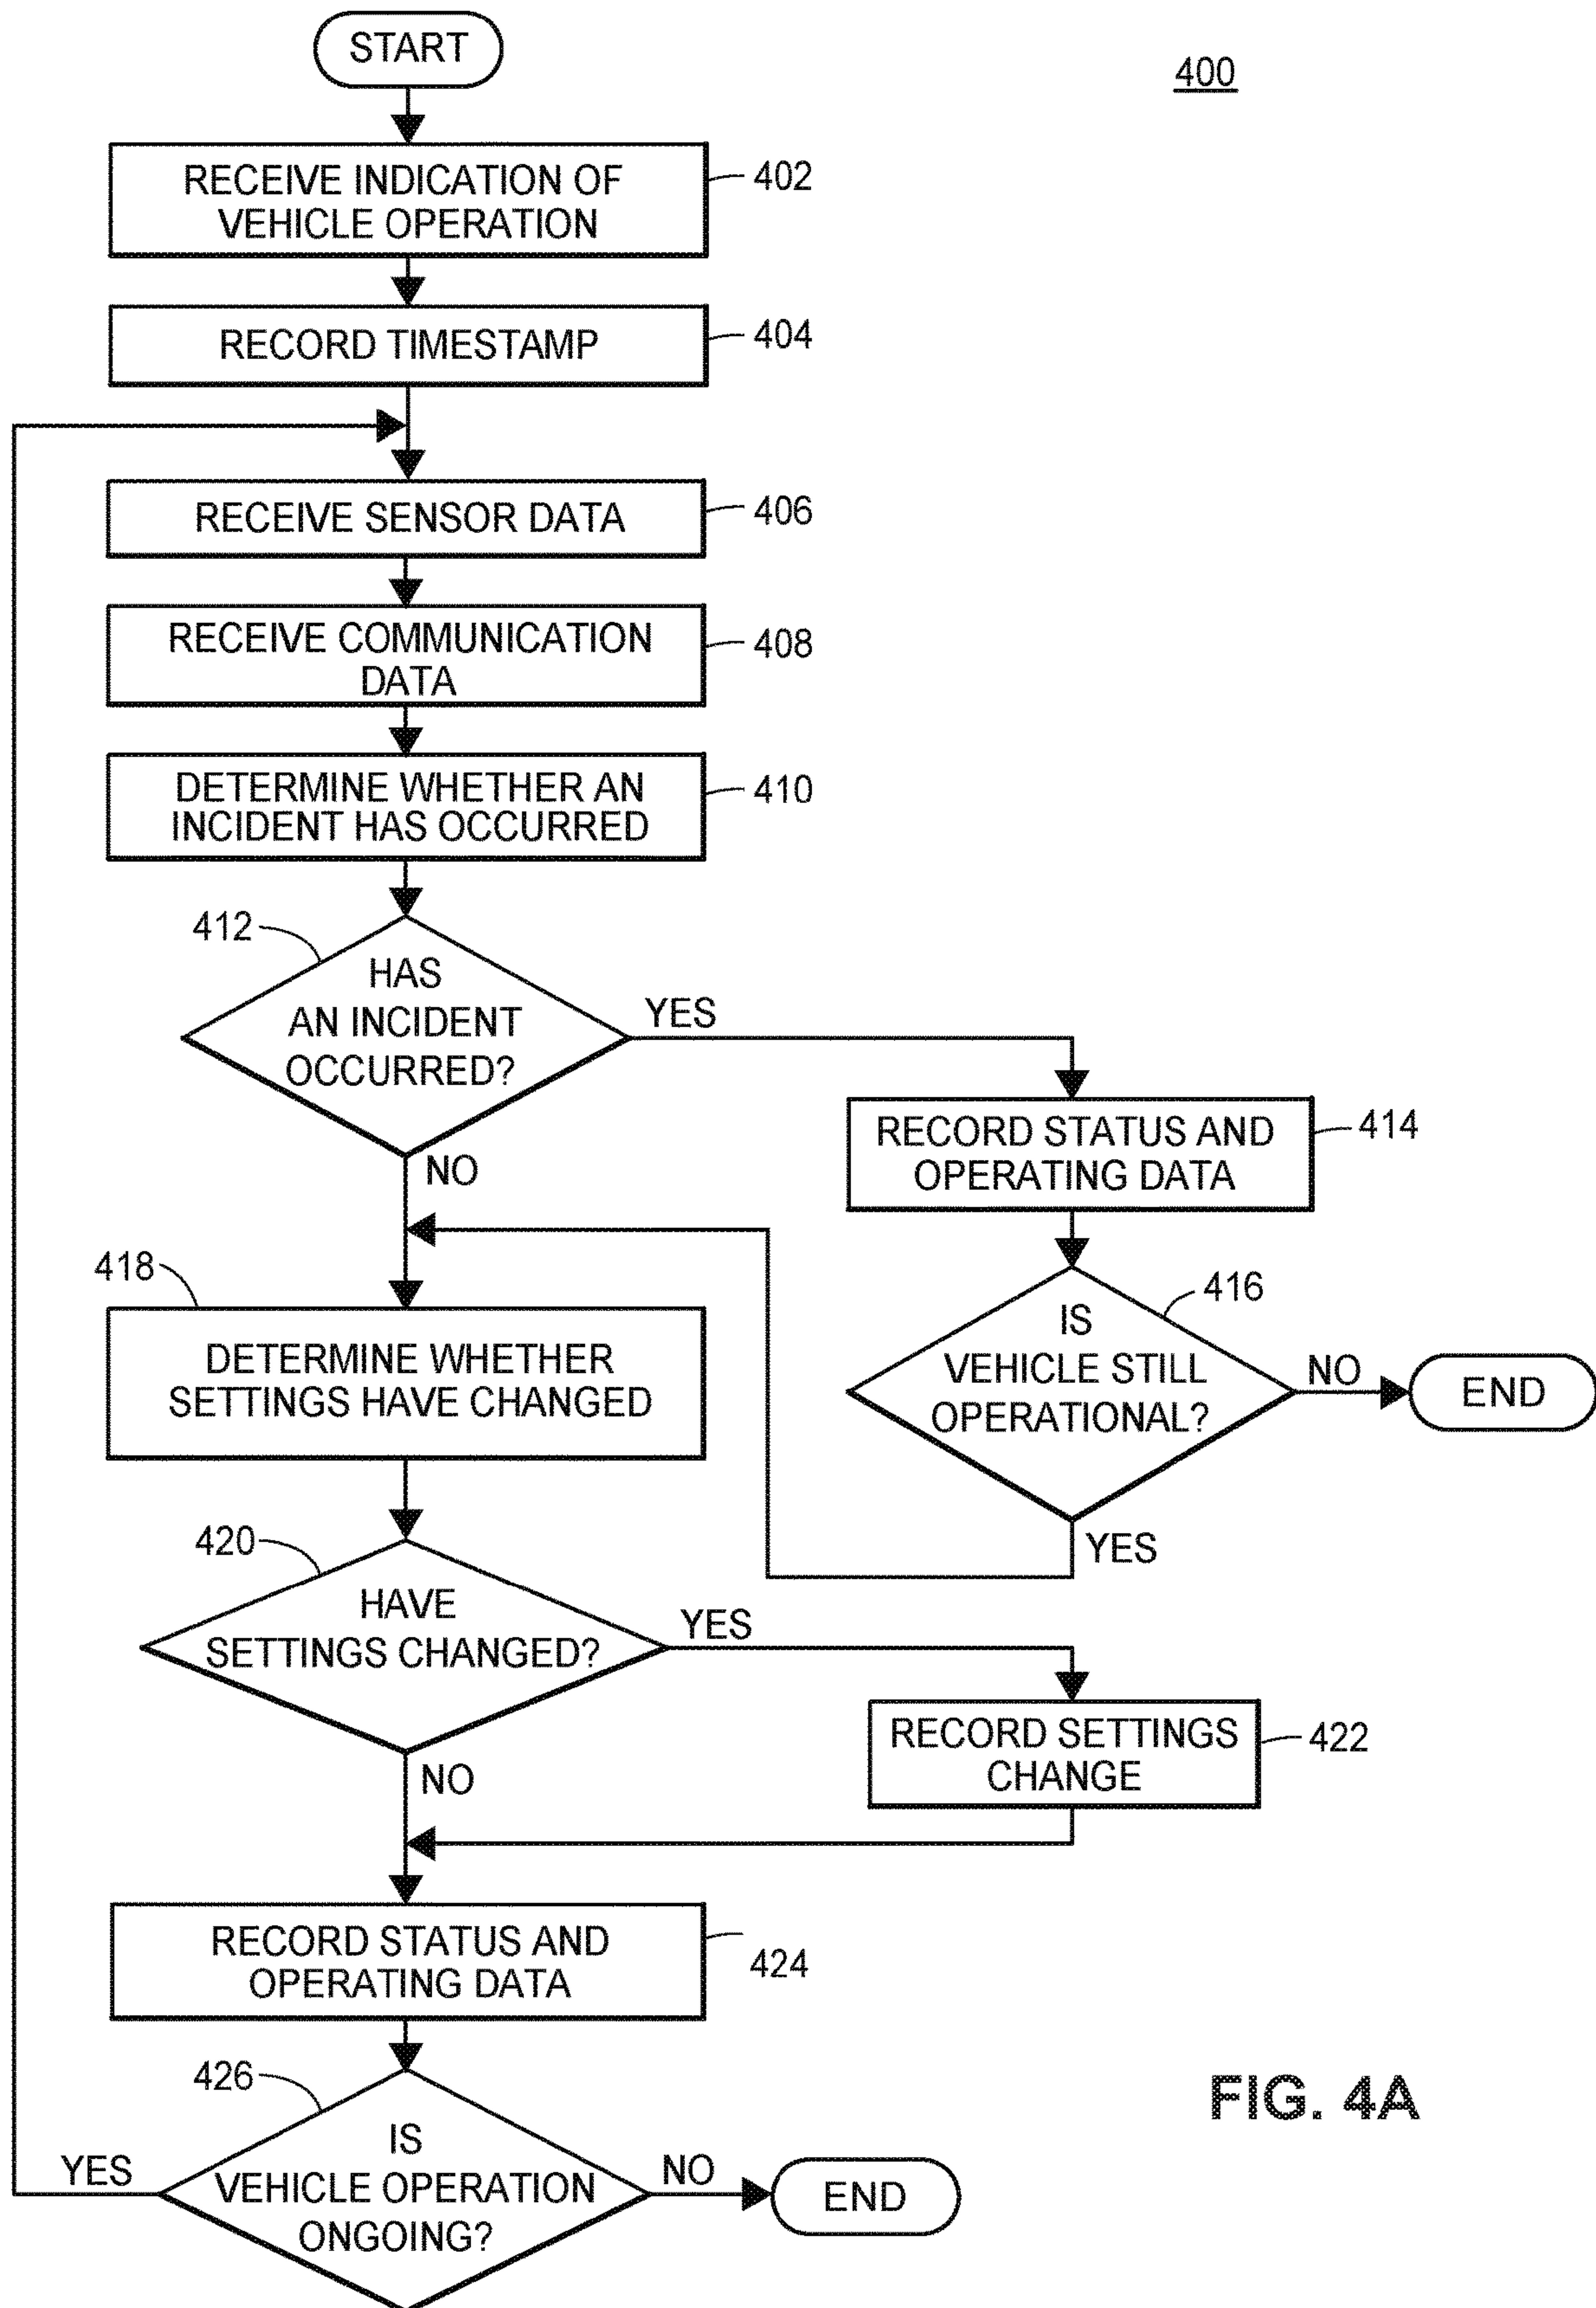 START
400
RECEIVE INDICATION OF
VEHICLE OPERATION
402
RECORD TIMESTAMP
404
RECEIVE SENSOR DATA
406
RECEIVE COMMUNICATION
DATA
408
DETERMINE WHETHER AN
INCIDENT HAS OCCURRED
410
412
HAS
AN INCIDENT
OCCURRED?
YES
NO
RECORD STATUS AND
OPERATING DATA
414
416
IS
VEHICLE STILL
OPERATIONAL?
NO
END
YES
418
DETERMINE WHETHER
SETTINGS HAVE CHANGED
420
HAVE
SETTINGS CHANGED?
YES
NO
RECORD SETTINGS
CHANGE
422
RECORD STATUS AND
OPERATING DATA
424
426
IS
VEHICLE OPERATION
ONGOING?
YES
NO
END
FIG. 4A